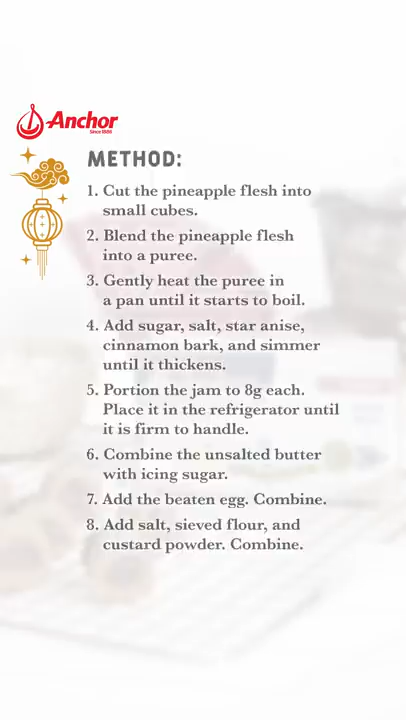 Anchor
Since 1886
METHOD:
1. Cut the pineapple flesh into
small cubes.
2. Blend the pineapple flesh
into a puree.
3. Gently heat the puree in
a pan until it starts to boil.
4. Add sugar, salt, star anise,
cinnamon bark, and simmer
until it thickens.
5. Portion the jam to 8g each.
Place it in the refrigerator until
it is firm to handle.
6. Combine the unsalted butter
with icing sugar.
7. Add the beaten egg. Combine.
8. Add salt, sieved flour, and
custard powder. Combine.